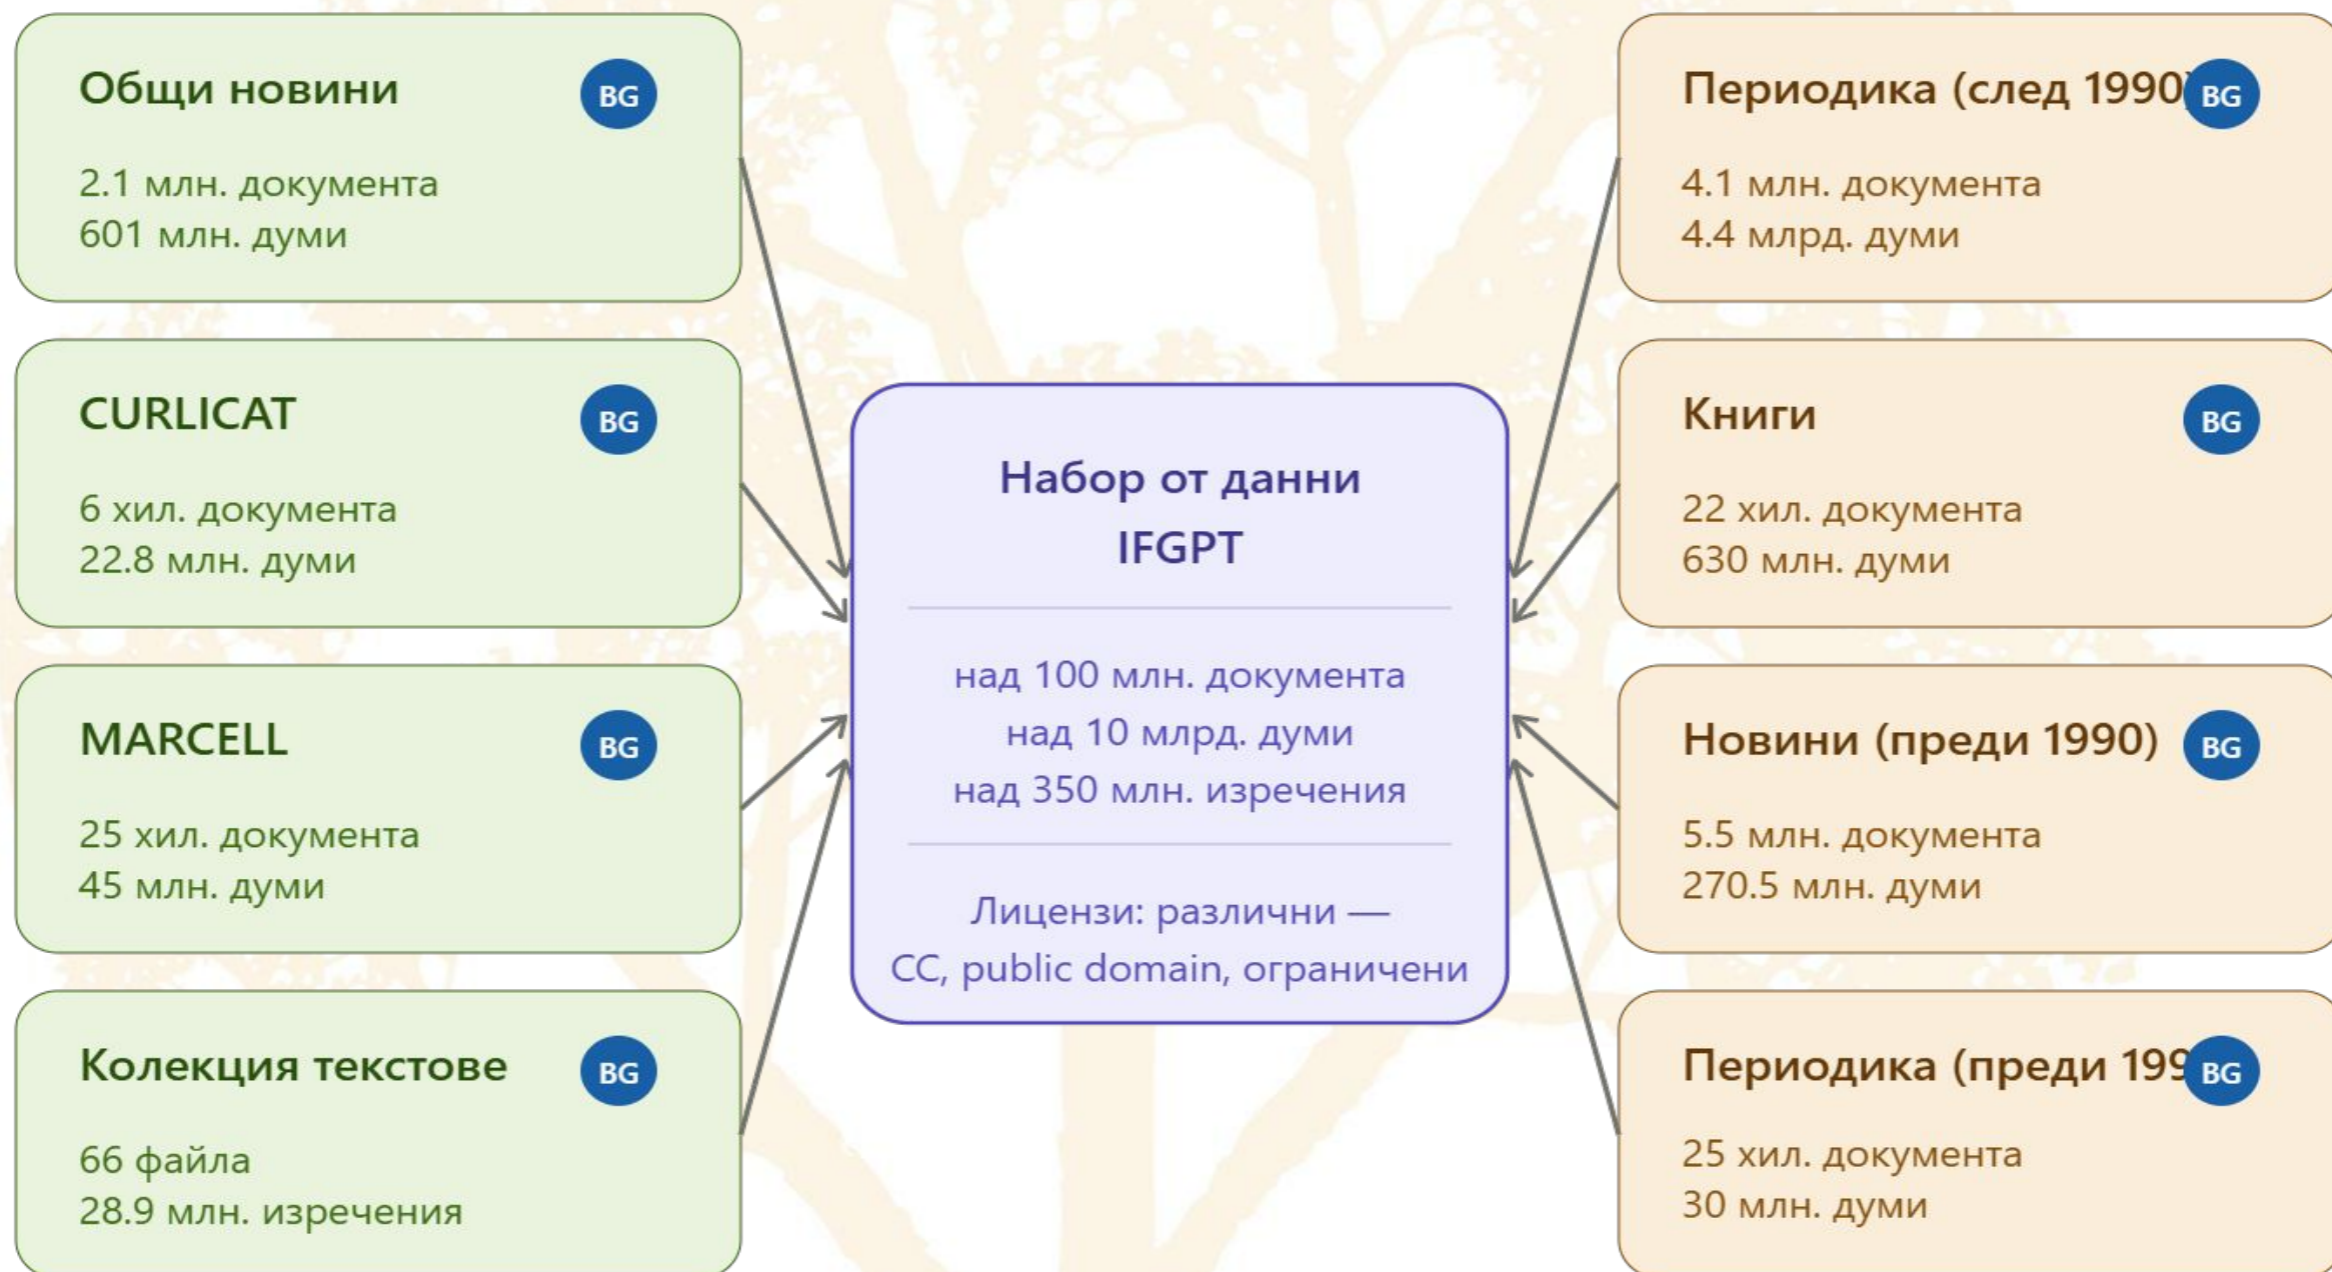 Общи новини
BG
2.1 млн. документа
601 млн. думи
CURLICAT
BG
6 хил. документа
22.8 млн. думи
MARCELL
BG
25 хил. документа
45 млн. думи
Колекция текстове
BG
66 файла
28.9 млн. изречения
Набор от данни
IFGPT
над 100 млн. документа
над 10 млрд. думи
над 350 млн. изречения
Лицензи: различни —
CC, public domain, ограничени
Периодика (след 1990)
BG
4.1 млн. документа
4.4 млрд. думи
Книги
BG
22 хил. документа
630 млн. думи
Новини (преди 1990)
BG
5.5 млн. документа
270.5 млн. думи
Периодика (преди 199
BG
25 хил. документа
30 млн. думи